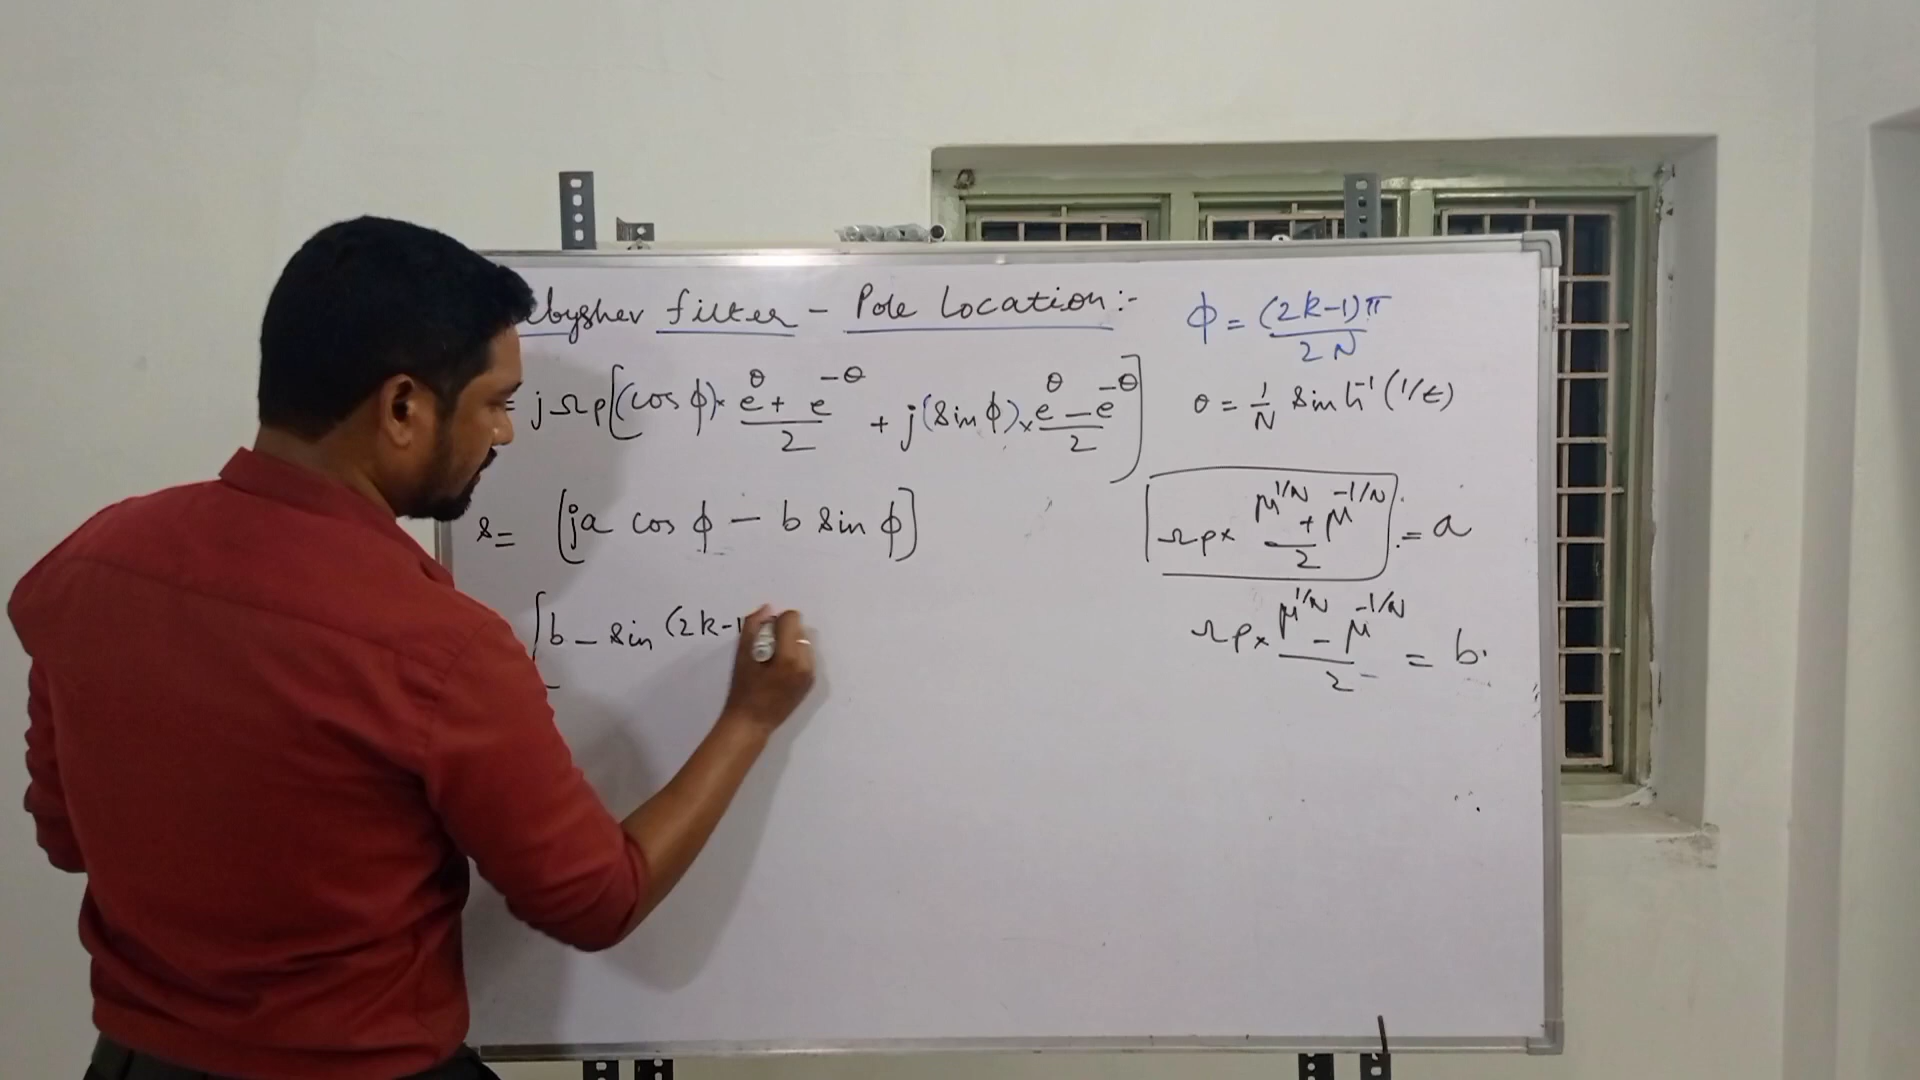 filter - Pole Location:-
= jΩp[(cos φ)× (e^θ + e^-θ)/2 + j(sin φ)× (e^θ - e^-θ)/2]
s = [ja cos φ - b sin φ]
[b - sin (2k-1
φ = (2k-1)π / 2N
θ = 1/N sinh^-1 (1/ε)
Ωp× (μ^1/N + μ^-1/N)/2 = a
Ωp× (μ^1/N - μ^-1/N)/2 = b.